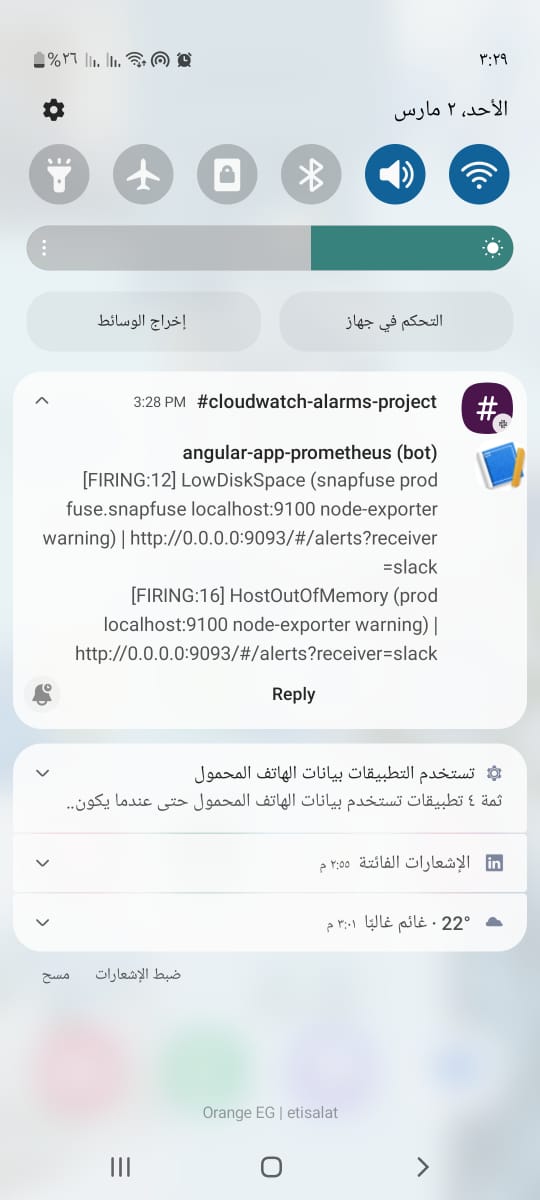 ٣:٢٩
%٢٦
الأحد، ٢ مارس
التحكم في جهاز
إخراج الوسائط
3:28 PM #cloudwatch-alarms-project
angular-app-prometheus (bot)
[FIRING:12] LowDiskSpace (snapfuse prod
fuse.snapfuse localhost:9100 node-exporter
warning) | http://0.0.0.0:9093/#/alerts?receiver
=slack
[FIRING:16] HostOutOfMemory (prod
localhost:9100 node-exporter warning) |
http://0.0.0.0:9093/#/alerts?receiver=slack
Reply
تستخدم التطبيقات بيانات الهاتف المحمول
ثمة ٤ تطبيقات تستخدم بيانات الهاتف المحمول حتى عندما يكون..
الإشعارات الفائتة ٢:٥٥ م
22° · غائم غالبًا ٣:٠١ م
ضبط الإشعارات
مسح
Orange EG | etisalat